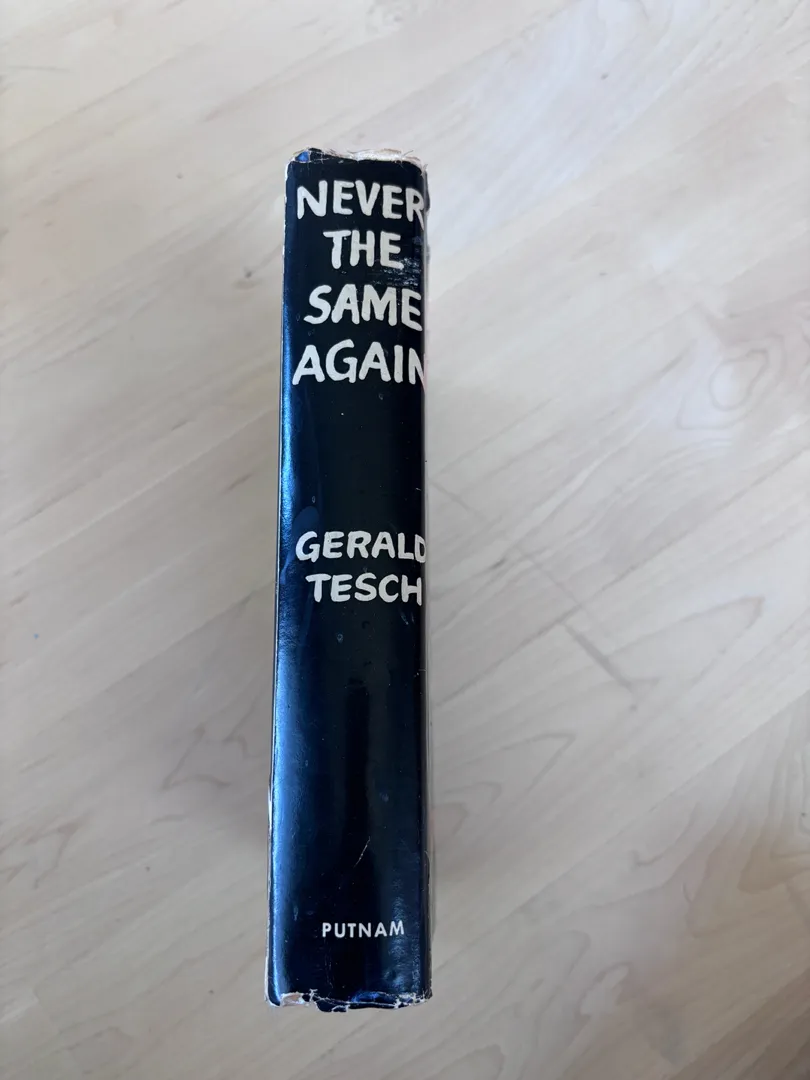 NEVER
THE
SAME
AGAIN
GERALD
TESCH
PUTNAM